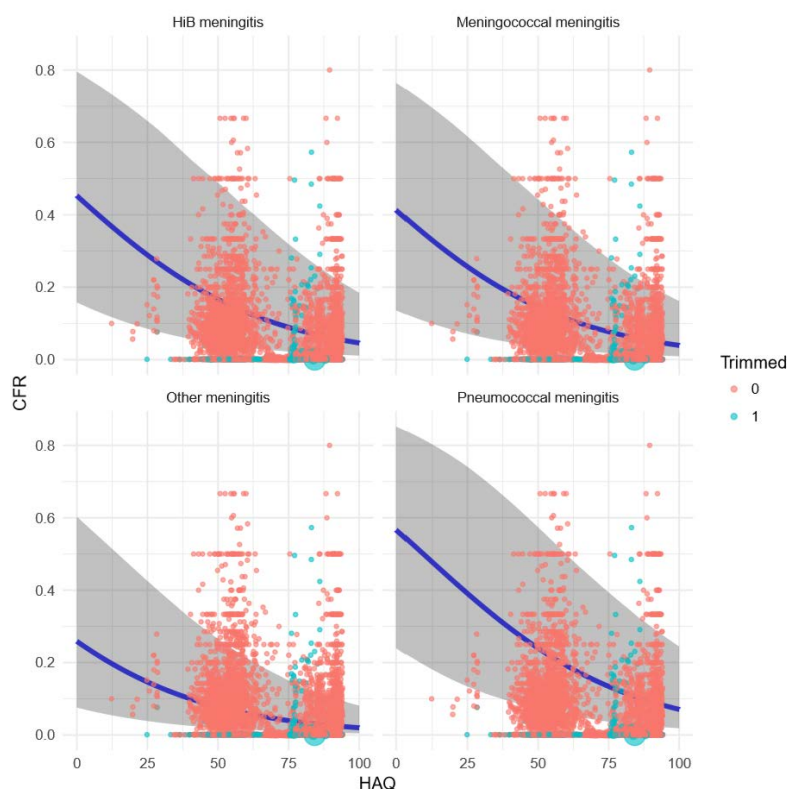 HiB meningitis
Meningococcal meningitis
0.8
0.6
0.4
0.2
0.0
Other meningitis
Pneumococcal meningitis
0.8
0.6
0.4
0.2
0.0
0 25 50 75 100
0 25 50 75 100
CFR
HAQ
Trimmed
0
1